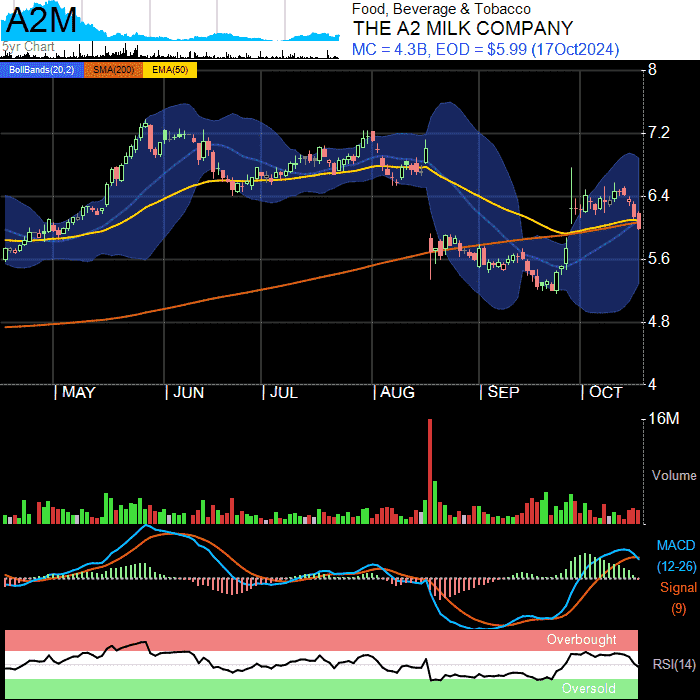 A2M
5yr Chart
Food, Beverage & Tobacco
THE A2 MILK COMPANY
MC = 4.3B, EOD = $5.99 (17Oct2024)
BollBands(20,2) SMA(200) EMA(50)
8
7.2
6.4
5.6
4.8
4
MAY JUN JUL AUG SEP OCT
16M
Volume
MACD
(12-26)
Signal
(9)
Overbought
RSI(14)
Oversold